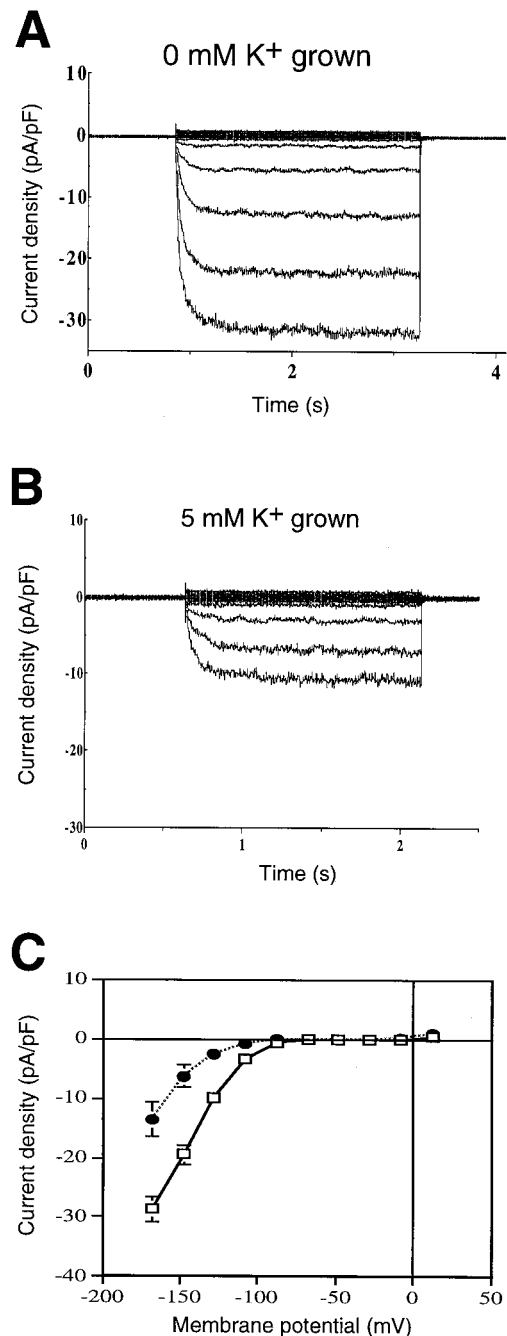 A
0 mM K+ grown
10
0
-10
-20
-30
Current density (pA/pF)
0 2 4
Time (s)
B
5 mM K+ grown
10
0
-10
-20
-30
Current density (pA/pF)
0 1 2
Time (s)
C
10
0
-10
-20
-30
-40
Current density (pA/pF)
-200 -150 -100 -50 0 50
Membrane potential (mV)